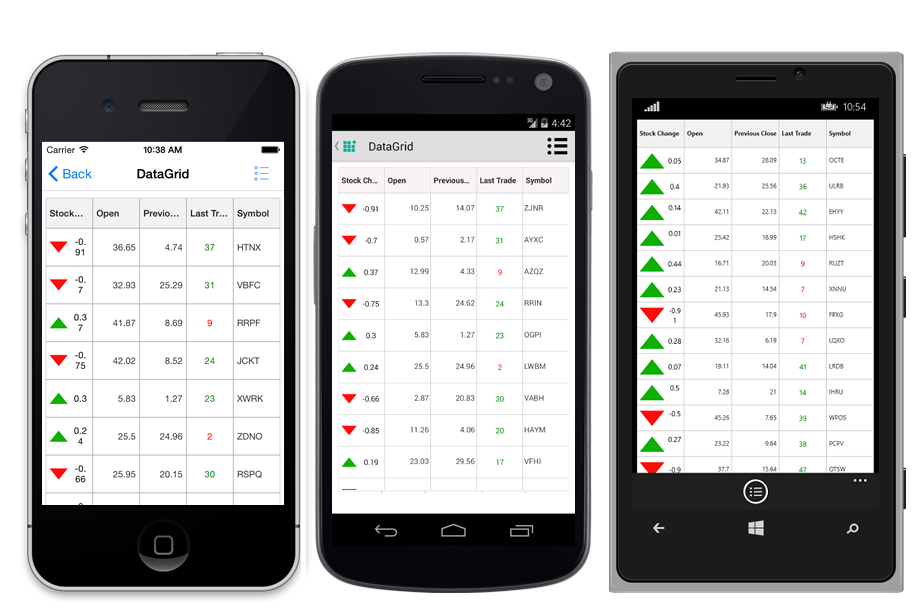 Carrier 10:38 AM
Back DataGrid
Stock... Open Previo... Last Tr... Symbol
-0.91 36.65 4.74 37 HTNX
-0.7 32.93 25.29 31 VBFC
0.37 41.87 8.69 9 RRPF
-0.75 42.02 8.52 24 JCKT
0.3 5.83 1.27 23 XWRK
0.24 25.5 24.96 2 ZDNO
-0.66 25.95 20.15 30 RSPQ
3G 4:42
DataGrid
Stock Ch... Open Previous... Last Trade Symbol
-0.91 10.25 14.07 37 ZJNR
-0.7 0.57 2.17 31 AYXC
0.37 12.99 4.33 9 AZQZ
-0.75 13.3 24.62 24 RRIN
0.3 5.83 1.27 23 OGPI
0.24 25.5 24.96 2 LWBM
-0.66 2.87 20.83 30 VABH
-0.85 11.26 4.06 20 HAYM
0.19 23.03 29.56 17 VFHI
10:54
Stock Change Open Previous Close Last Trade Symbol
0.05 34.87 28.09 13 OCTE
0.4 21.93 25.56 36 ULRB
0.14 42.11 22.13 42 EHYY
0.01 25.42 18.99 17 HSHK
0.44 16.71 20.03 9 RUZT
0.23 21.13 14.54 7 XNNU
-0.91 45.93 17.9 10 FPXG
0.28 32.16 6.19 7 LQXO
0.07 19.11 14.04 41 LRDB
0.5 7.28 21 14 IHRU
-0.5 45.26 7.65 39 WPOS
0.27 23.22 9.64 38 PCPV
-0.9 37.7 15.64 47 OTSW